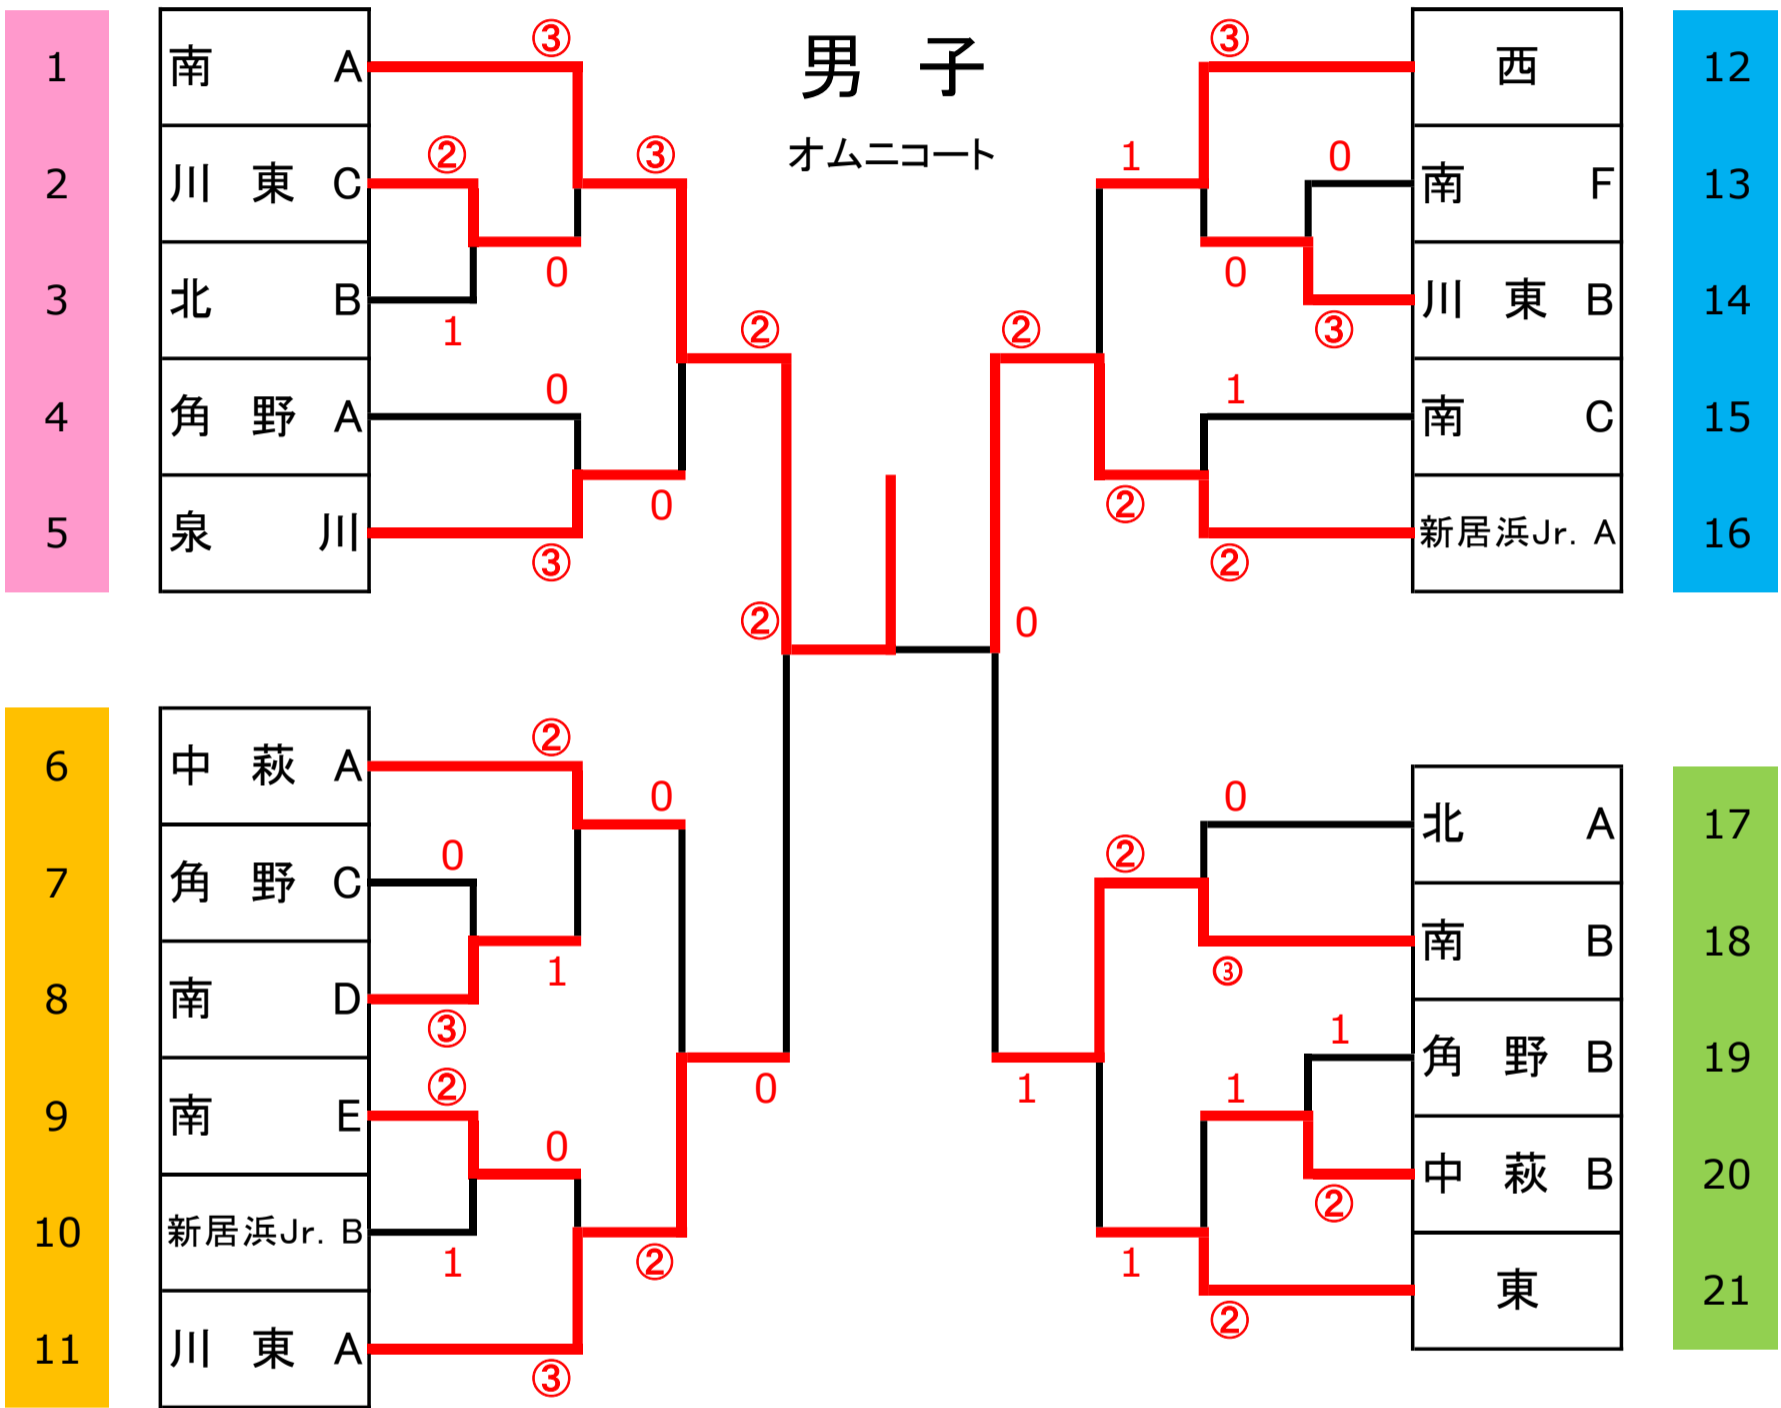 男 子
オムニコート
1 南 A ③
2 川 東 C ② ③
0
3 北 B 1
②
4 角 野 A 0
0
5 泉 川 ③
②
6 中 萩 A ②
0
7 角 野 C 0
1
8 南 D ③
9 南 E ②
0
0
10 新居浜Jr. B 1 ②
11 川 東 A ③
③ 西 12
1 0 南 F 13
0
③ 川 東 B 14
②
1 南 C 15
②
② 新居浜Jr. A 16
0
0 北 A 17
②
③ 南 B 18
1 角 野 B 19
1
1
② 中 萩 B 20
1
② 東 21